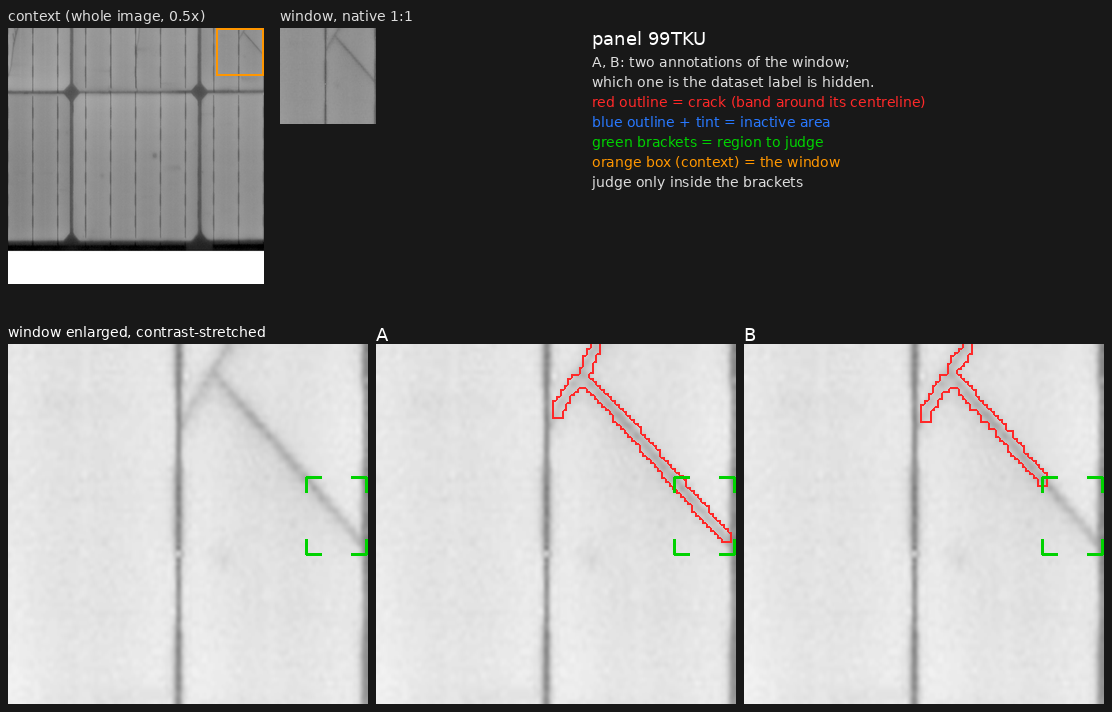 context (whole image, 0.5x)
window, native 1:1
panel 99TKU
A, B: two annotations of the window;
which one is the dataset label is hidden.
red outline = crack (band around its centreline)
blue outline + tint = inactive area
green brackets = region to judge
orange box (context) = the window
judge only inside the brackets
window enlarged, contrast-stretched
A
B